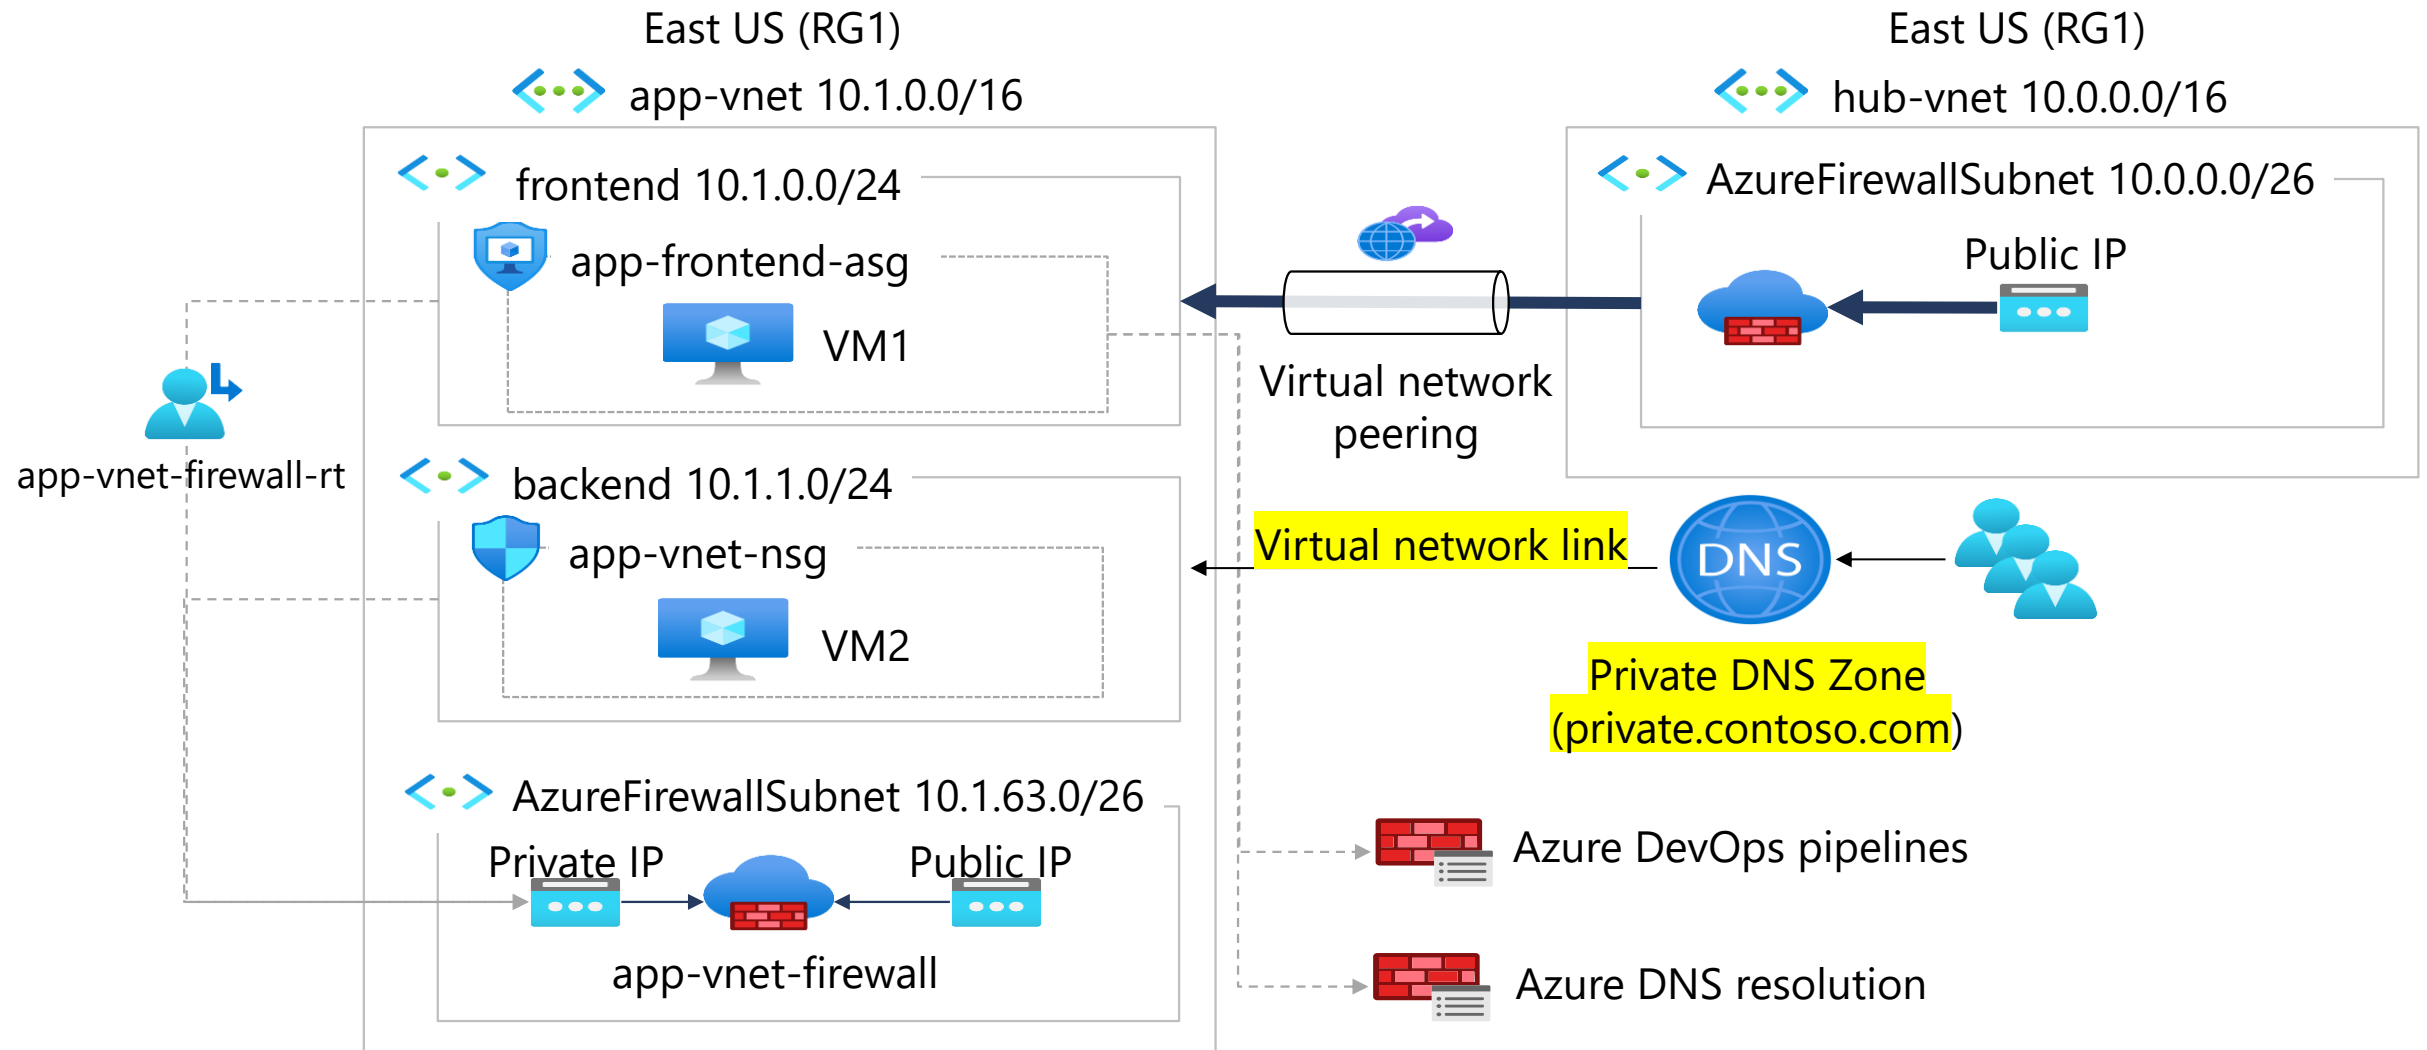 East US (RG1)
app-vnet 10.1.0.0/16
frontend 10.1.0.0/24
app-frontend-asg
VM1
app-vnet-firewall-rt
backend 10.1.1.0/24
app-vnet-nsg
VM2
AzureFirewallSubnet 10.1.63.0/26
Private IP
Public IP
app-vnet-firewall
East US (RG1)
hub-vnet 10.0.0.0/16
AzureFirewallSubnet 10.0.0.0/26
Public IP
Virtual network
peering
Virtual network link
DNS
Private DNS Zone
(private.contoso.com)
Azure DevOps pipelines
Azure DNS resolution